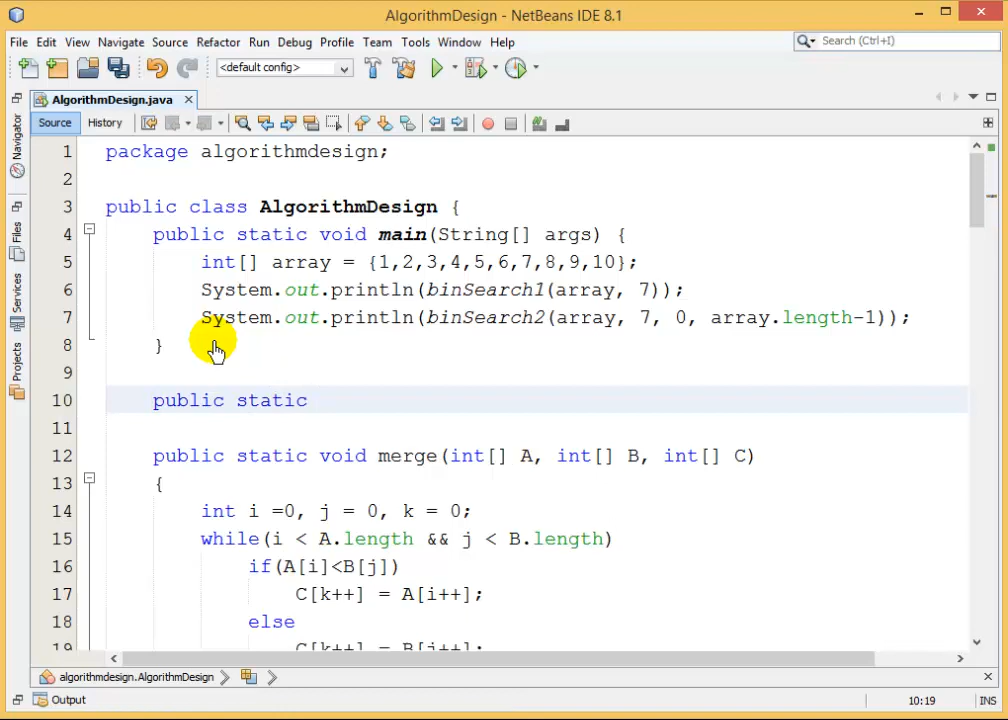 AlgorithmDesign - NetBeans IDE 8.1
File Edit View Navigate Source Refactor Run Debug Profile Team Tools Window Help
Search (Ctrl+I)
<default config>
AlgorithmDesign.java
Source History
Navigator
Files
Services
Projects
1 package algorithmdesign;
2
3 public class AlgorithmDesign {
4 public static void main(String[] args) {
5 int[] array = {1,2,3,4,5,6,7,8,9,10};
6 System.out.println(binSearch1(array, 7));
7 System.out.println(binSearch2(array, 7, 0, array.length-1));
8 }
9
10 public static
11
12 public static void merge(int[] A, int[] B, int[] C)
13 {
14 int i =0, j = 0, k = 0;
15 while(i < A.length && j < B.length)
16 if(A[i]<B[j])
17 C[k++] = A[i++];
18 else
19 C[k++] = B[j++];
algorithmdesign.AlgorithmDesign
Output
10:19 INS